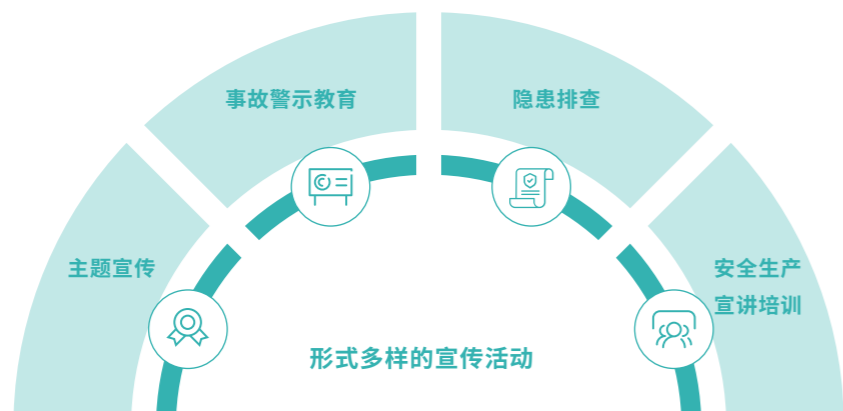 事故警示教育
隐患排查
主题宣传
安全生产
宣讲培训
形式多样的宣传活动